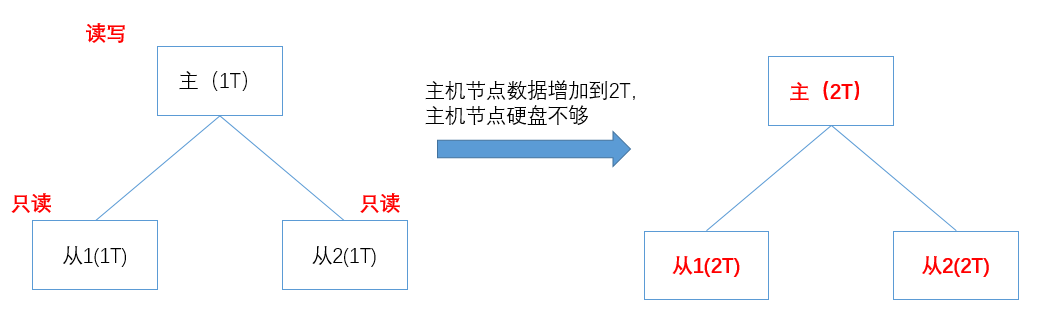 读写
主（1T）
只读
只读
从1(1T)
从2(1T)
主机节点数据增加到2T，
主机节点硬盘不够
主（2T）
从1(2T)
从2(2T)